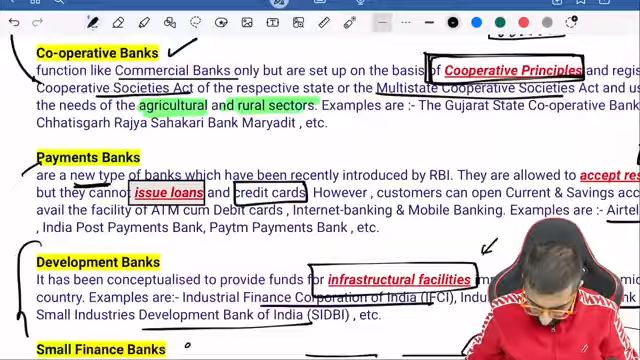 Co-operative Banks
function like Commercial Banks only but are set up on the basis of Cooperative Principles and regis
Cooperative Societies Act of the respective state or the Multistate Cooperative Societies Act and us
the needs of the agricultural and rural sectors. Examples are :- The Gujarat State Co-operative Bank
Chhatisgarh Rajya Sahakari Bank Maryadit , etc.
Payments Banks
are a new type of banks which have been recently introduced by RBI. They are allowed to accept res
but they cannot issue loans and credit cards. However , customers can open Current & Savings acc
avail the facility of ATM cum Debit cards , Internet-banking & Mobile Banking. Examples are :- Airtel
, India Post Payments Bank, Paytm Payments Bank , etc.
Development Banks
It has been conceptualised to provide funds for infrastructural facilities
country. Examples are:- Industrial Finance Corporation of India (IFCI),
Small Industries Development Bank of India (SIDBI) , etc.
Small Finance Banks